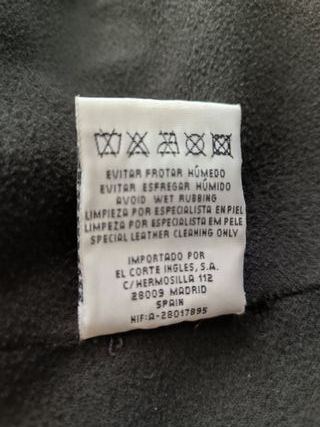 EVITAR FROTAR HÚMEDO
EVITAR ESFREGAR HÚMIDO
AVOID WET RUBBING
LIMPIEZA POR ESPECIALISTA EN PIEL
LIMPEZA POR ESPECIALISTA EM PELE
SPECIAL LEATHER CLEANING ONLY
IMPORTADO POR
EL CORTE INGLES, S.A.
C/HERMOSILLA 112
28009 MADRID
SPAIN
NIF:A-28017895